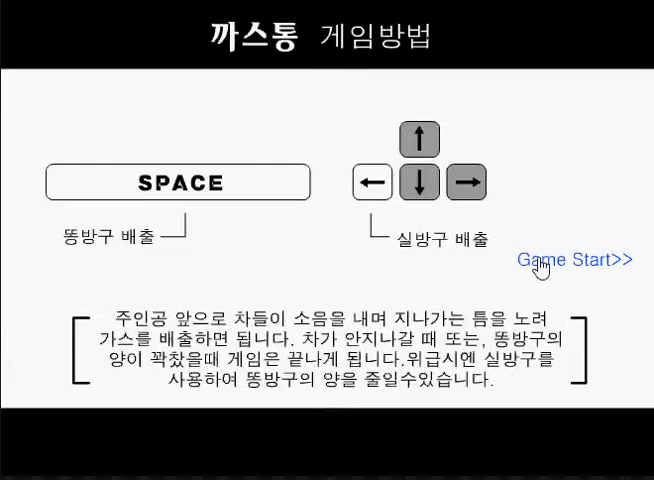 까스통 게임방법
↑
SPACE ← ↓ →
똥방구 배출
실방구 배출
Game Start>>
주인공 앞으로 차들이 소음을 내며 지나가는 틈을 노려
가스를 배출하면 됩니다. 차가 안지나갈 때 또는, 똥방구의
양이 꽉찼을때 게임은 끝나게 됩니다.위급시엔 실방구를
사용하여 똥방구의 양을 줄일수있습니다.